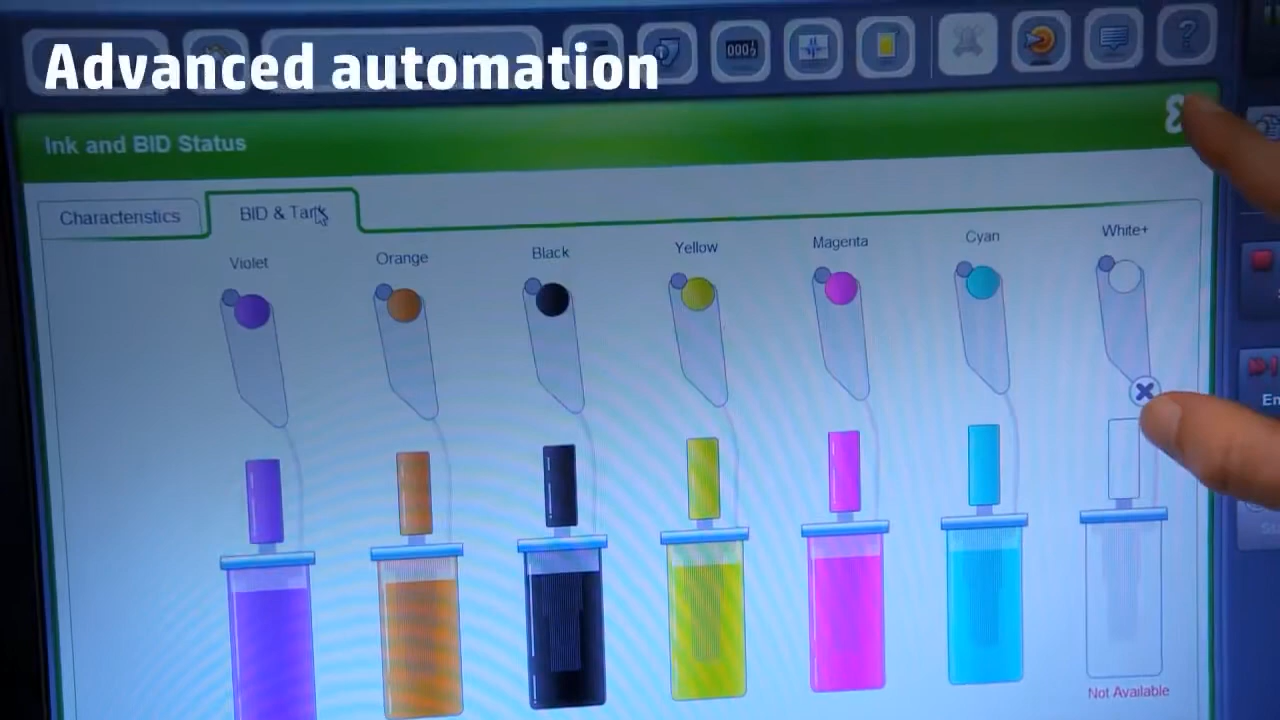 Advanced automation
Ink and BID Status
Characteristics
BID & Tank
Violet
Orange
Black
Yellow
Magenta
Cyan
White+
Not Available